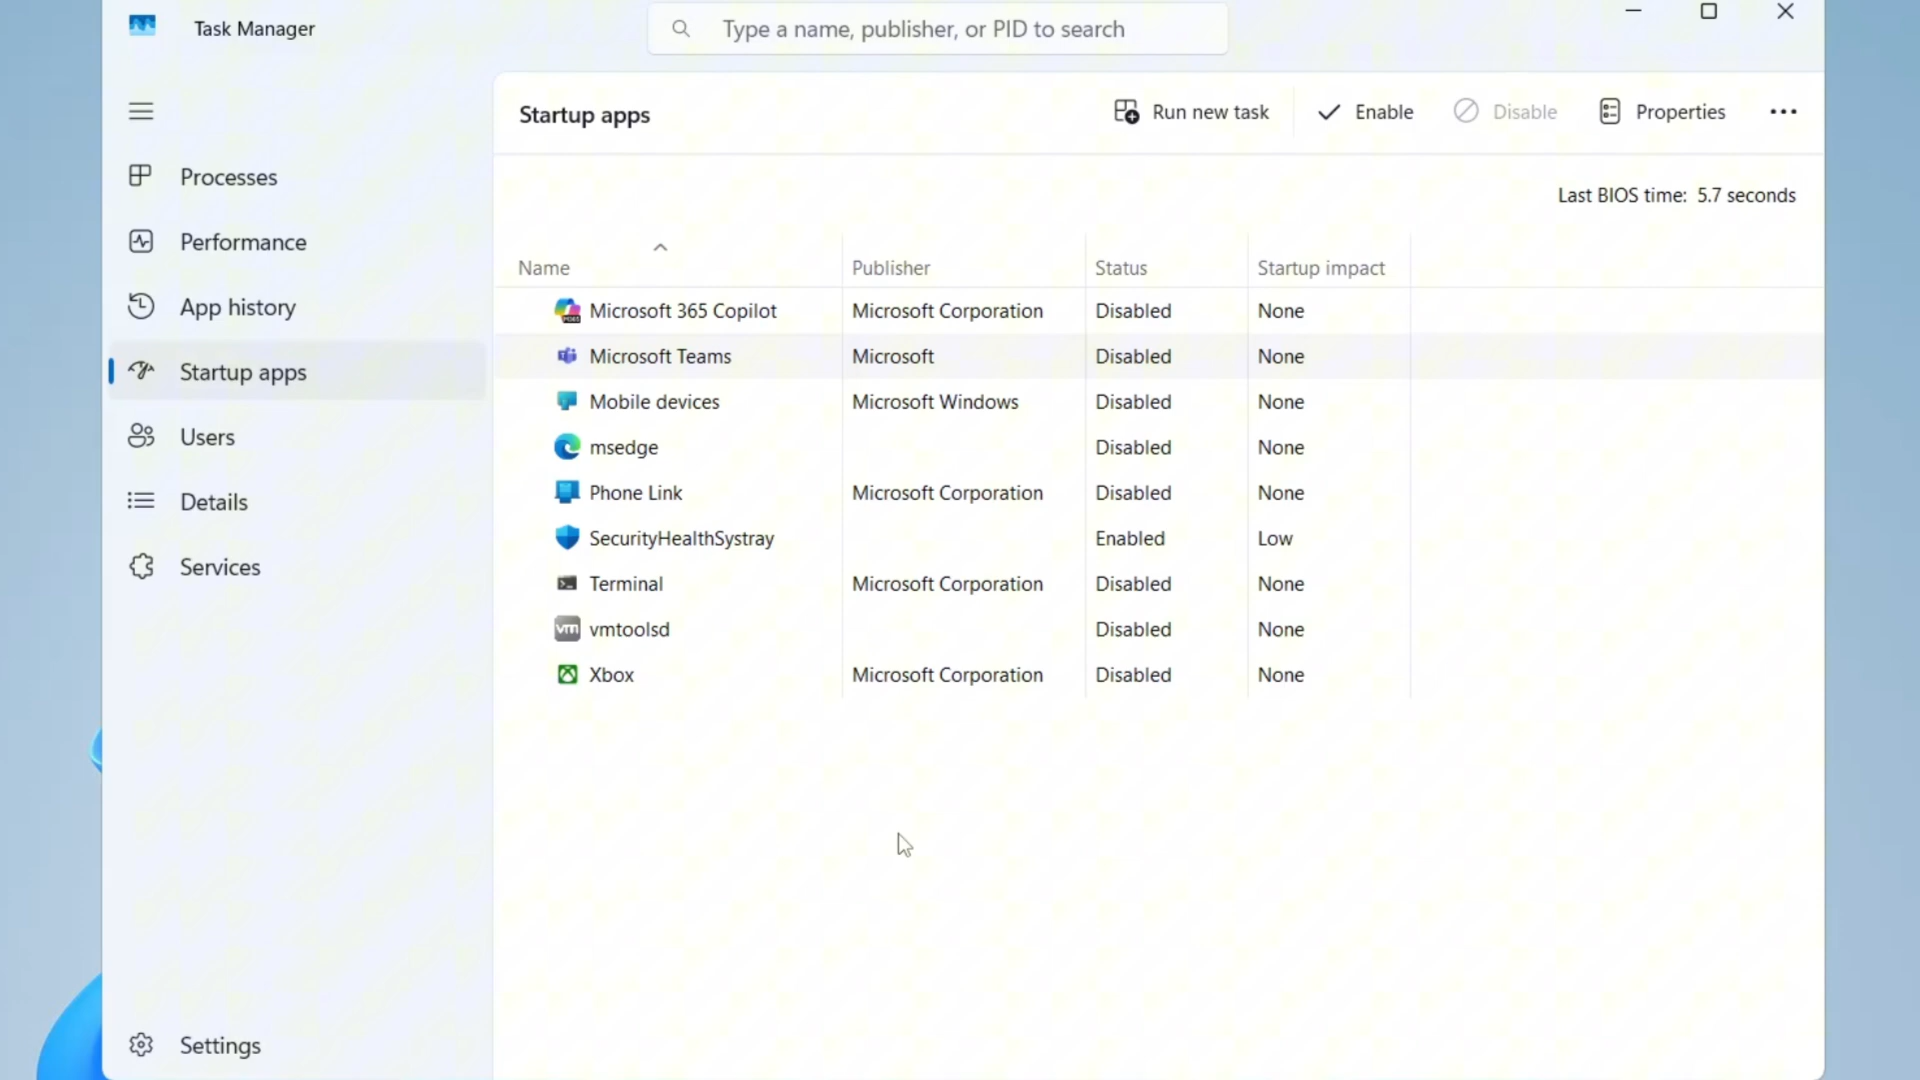 Task Manager
Type a name, publisher, or PID to search
Startup apps
Run new task
Enable
Disable
Properties
Processes
Performance
App history
Startup apps
Users
Details
Services
Settings
Last BIOS time: 5.7 seconds
Name Publisher Status Startup impact
Microsoft 365 Copilot Microsoft Corporation Disabled None
Microsoft Teams Microsoft Disabled None
Mobile devices Microsoft Windows Disabled None
msedge Disabled None
Phone Link Microsoft Corporation Disabled None
SecurityHealthSystray Enabled Low
Terminal Microsoft Corporation Disabled None
vm vmtoolsd Disabled None
Xbox Microsoft Corporation Disabled None